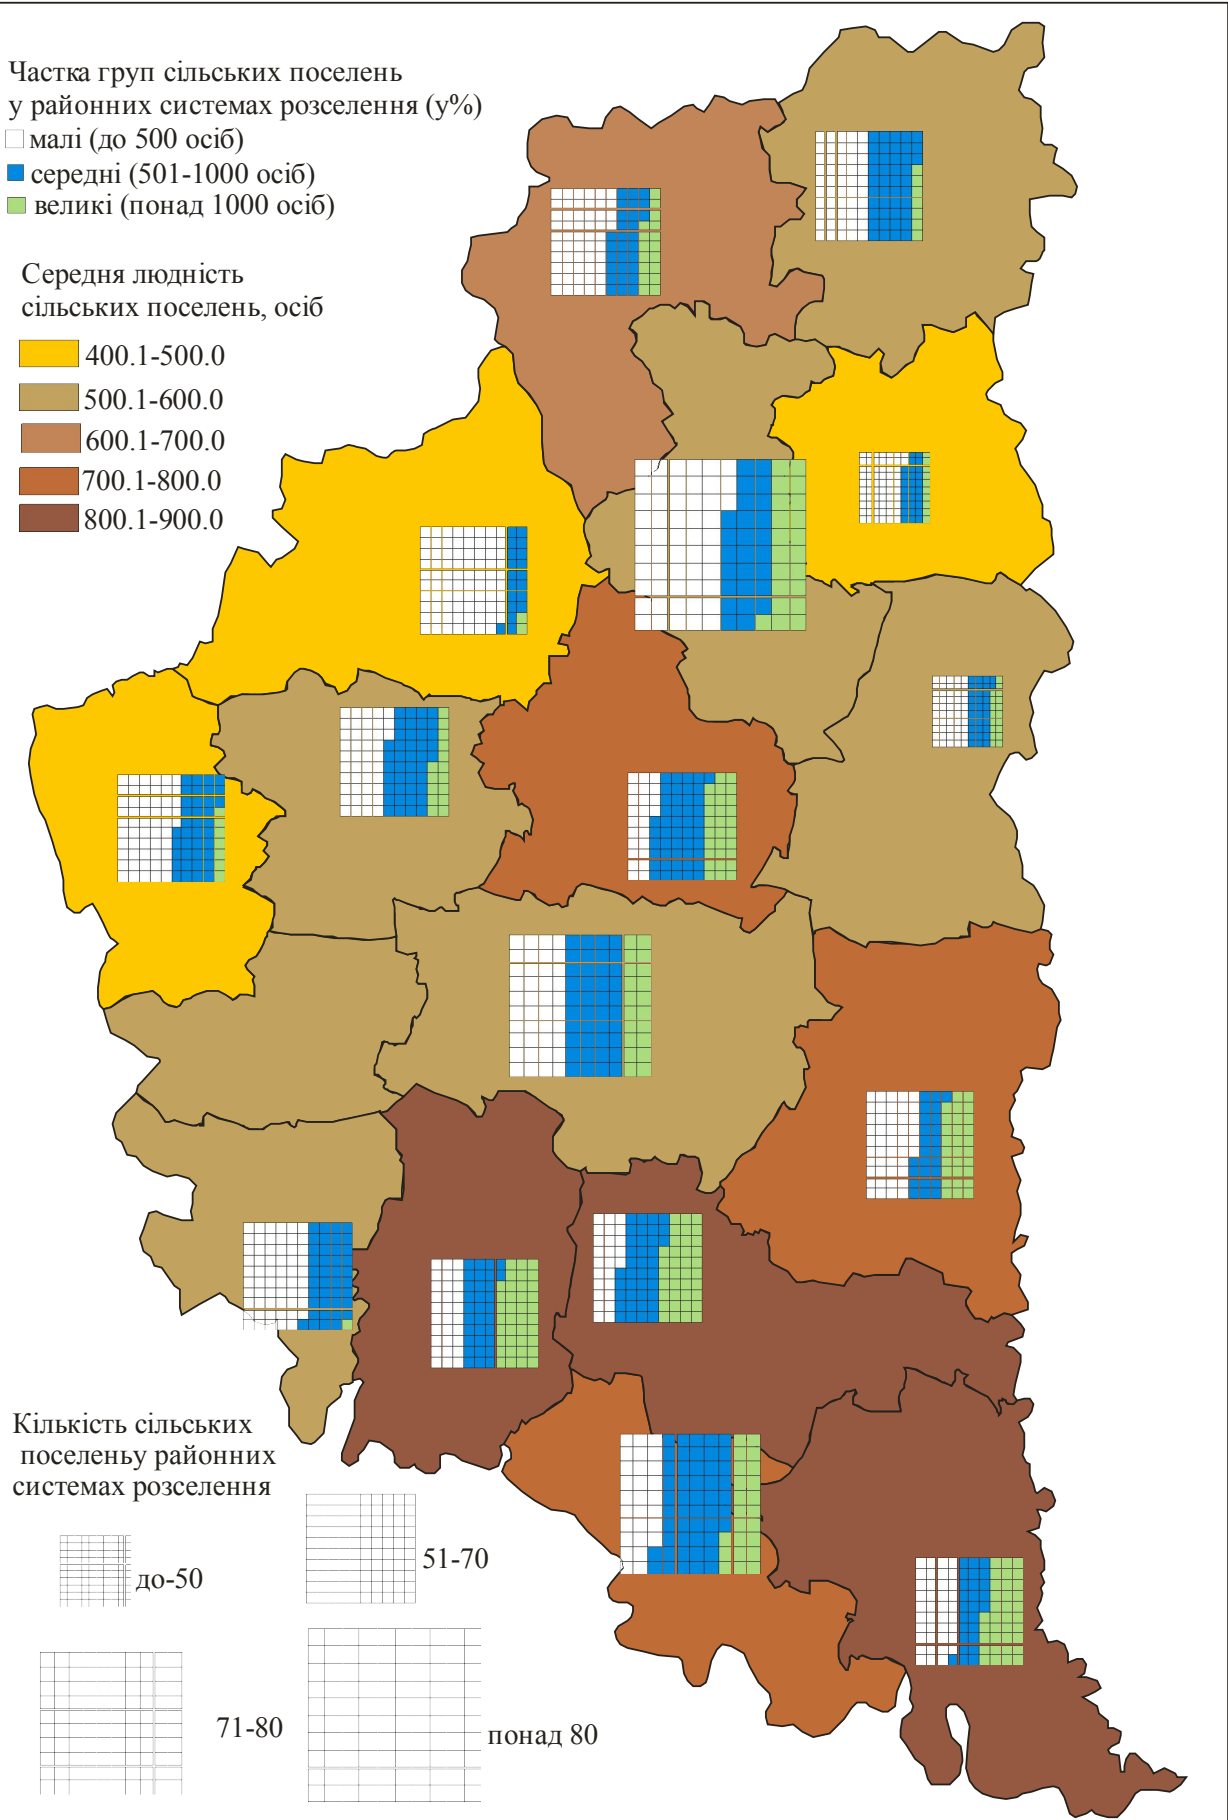 Частка груп сільських поселень
у районних системах розселення (у%)
малі (до 500 осіб)
середні (501-1000 осіб)
великі (понад 1000 осіб)
Середня людність
сільських поселень, осіб
400.1-500.0
500.1-600.0
600.1-700.0
700.1-800.0
800.1-900.0
Кількість сільських
поселеньу районних
системах розселення
до-50
51-70
71-80
понад 80